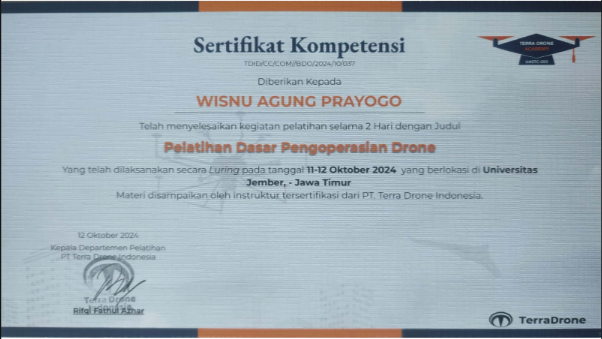 Sertifikat Kompetensi
TDID/CC/COM/BDO/2024/10/037
Diberikan Kepada
WISNU AGUNG PRAYOGO
Telah menyelesaikan kegiatan pelatihan selama 2 Hari dengan Judul
Pelatihan Dasar Pengoperasian Drone
Yang telah dilaksanakan secara Luring pada tanggal 11-12 Oktober 2024 yang berlokasi di Universitas
Jember, - Jawa Timur
Materi disampaikan oleh instruktur tersertifikasi dari PT. Terra Drone Indonesia.
12 Oktober 2024
Kepala Departemen Pelatihan
PT Terra Drone Indonesia
Terra Drone
Indonesia
Rifqi Fathul Azhar
TERRA DRONE
ACADEMY
TerraDrone